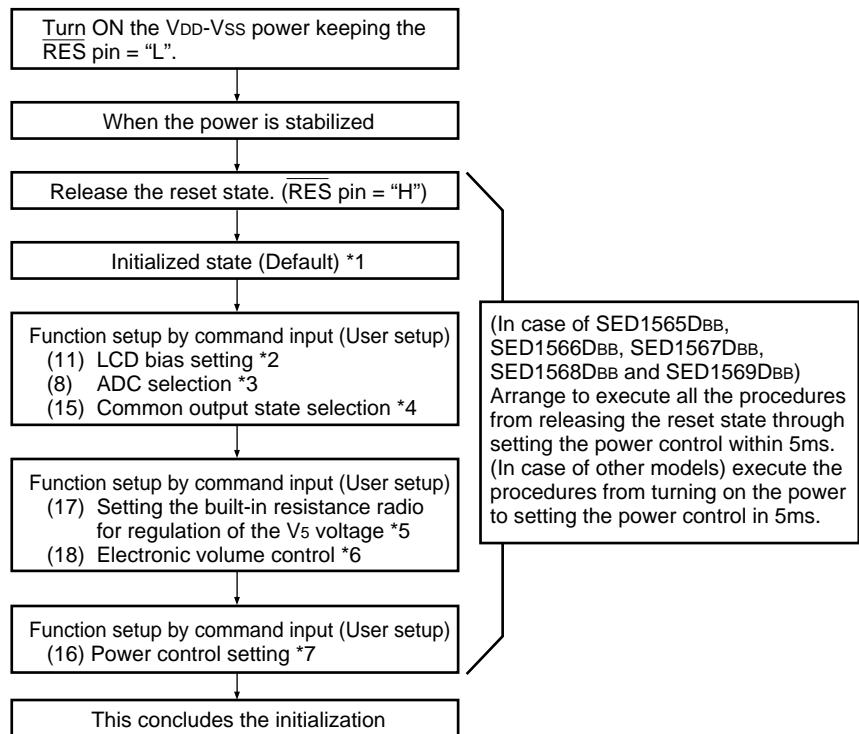 Turn ON the VDD-VSS power keeping the
RES pin = “L”.
When the power is stabilized
Release the reset state. (RES pin = “H”)
Initialized state (Default) *1
Function setup by command input (User setup)
(11) LCD bias setting *2
(8) ADC selection *3
(15) Common output state selection *4
Function setup by command input (User setup)
(17) Setting the built-in resistance radio
for regulation of the V5 voltage *5
(18) Electronic volume control *6
Function setup by command input (User setup)
(16) Power control setting *7
This concludes the initialization
(In case of SED1565DBB,
SED1566DBB, SED1567DBB,
SED1568DBB and SED1569DBB)
Arrange to execute all the procedures
from releasing the reset state through
setting the power control within 5ms.
(In case of other models) execute the
procedures from turning on the power
to setting the power control in 5ms.